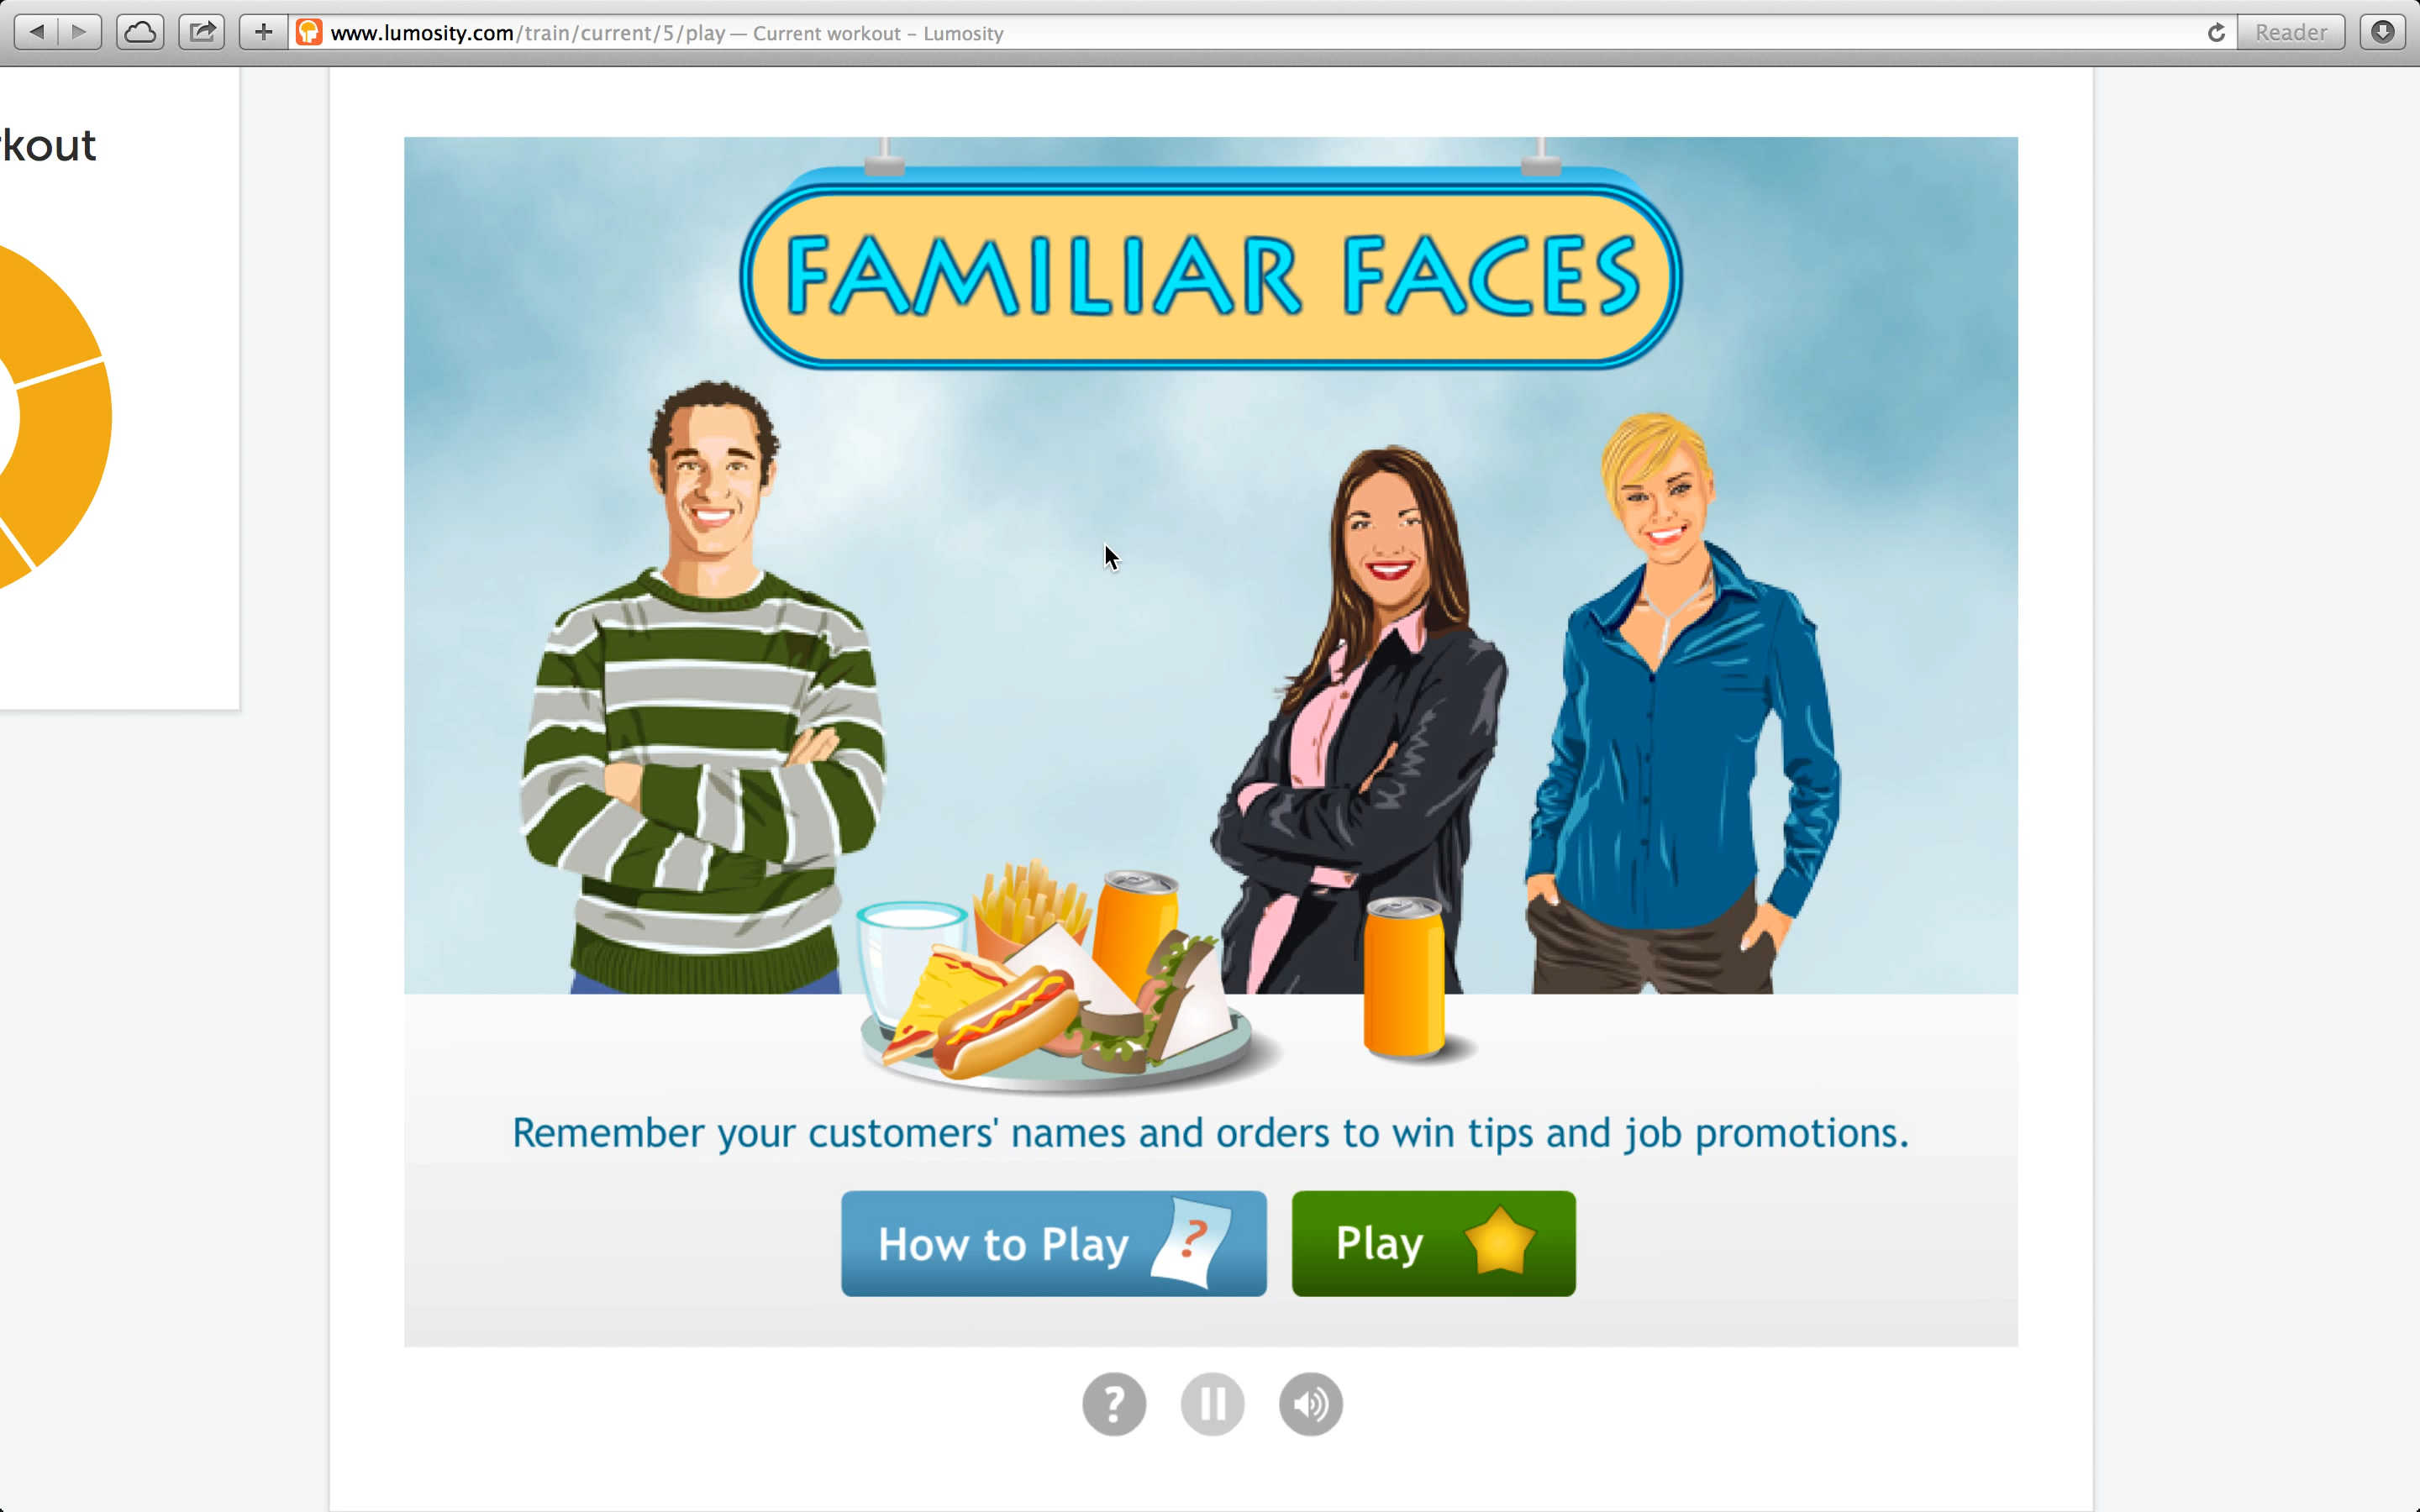 www.lumosity.com/train/current/5/play — Current workout – Lumosity
Reader
rkout
FAMILIAR FACES
Remember your customers' names and orders to win tips and job promotions.
How to Play ?
Play
?